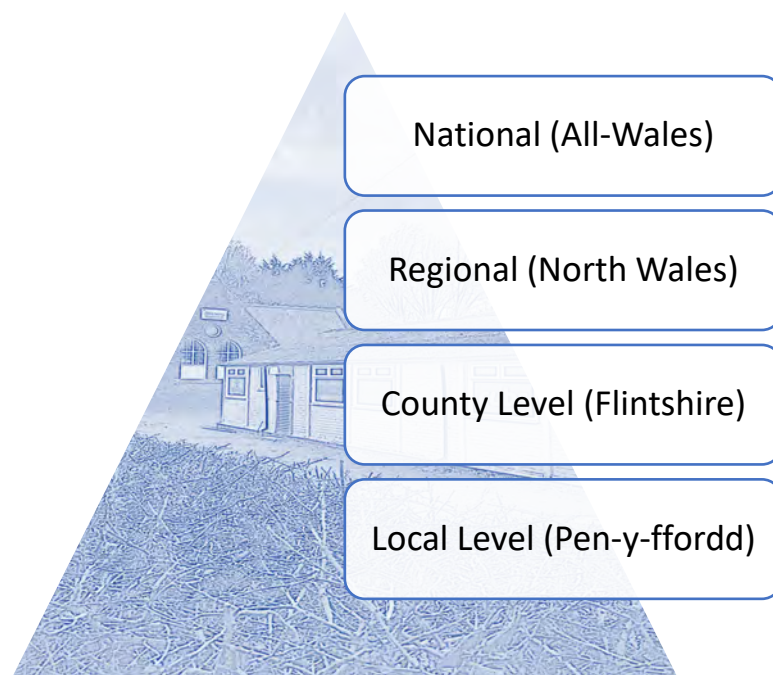 National (All-Wales)
Regional (North Wales)
County Level (Flintshire)
Local Level (Pen-y-ffordd)